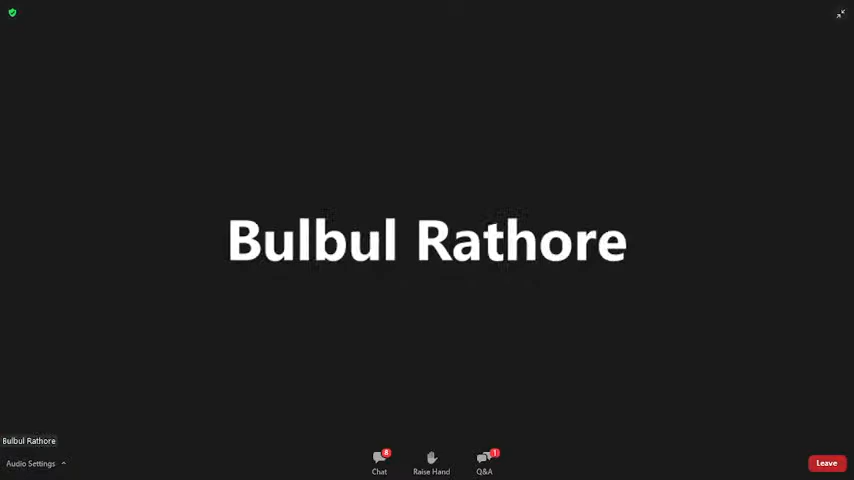 Bulbul Rathore
Bulbul Rathore
Audio Settings
8
Chat
Raise Hand
1
Q&A
Leave